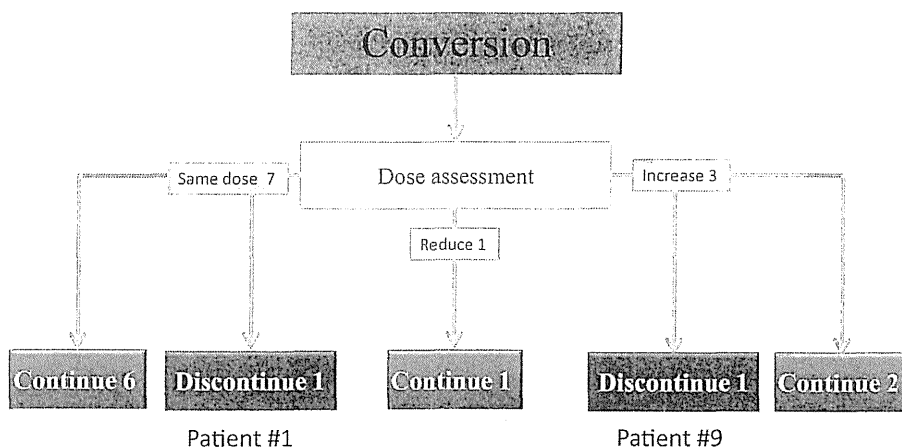 Conversion
Same dose 7
Dose assessment
Increase 3
Reduce 1
Continue 6
Discontinue 1
Continue 1
Discontinue 1
Continue 2
Patient #1
Patient #9